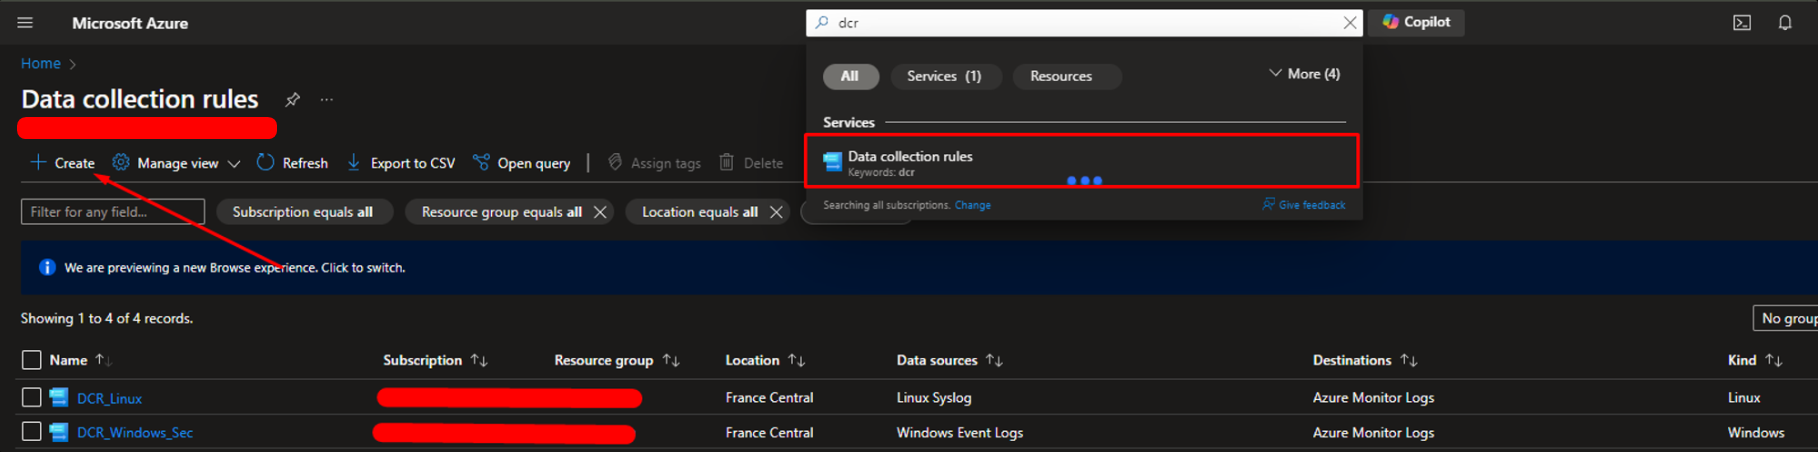 Microsoft Azure
dcr
Copilot
Home >
Data collection rules
...
All
Services (1)
Resources
More (4)
Services
Data collection rules
Keywords: dcr
Searching all subscriptions. Change
Give feedback
Create
Manage view
Refresh
Export to CSV
Open query
Assign tags
Delete
Filter for any field...
Subscription equals all
Resource group equals all
Location equals all
We are previewing a new Browse experience. Click to switch.
Showing 1 to 4 of 4 records.
No group
Name
Subscription
Resource group
Location
Data sources
Destinations
Kind
DCR_Linux
France Central
Linux Syslog
Azure Monitor Logs
Linux
DCR_Windows_Sec
France Central
Windows Event Logs
Azure Monitor Logs
Windows